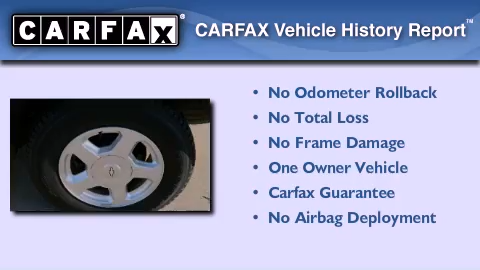 CARFAX® CARFAX Vehicle History Report™
• No Odometer Rollback
• No Total Loss
• No Frame Damage
• One Owner Vehicle
• Carfax Guarantee
• No Airbag Deployment